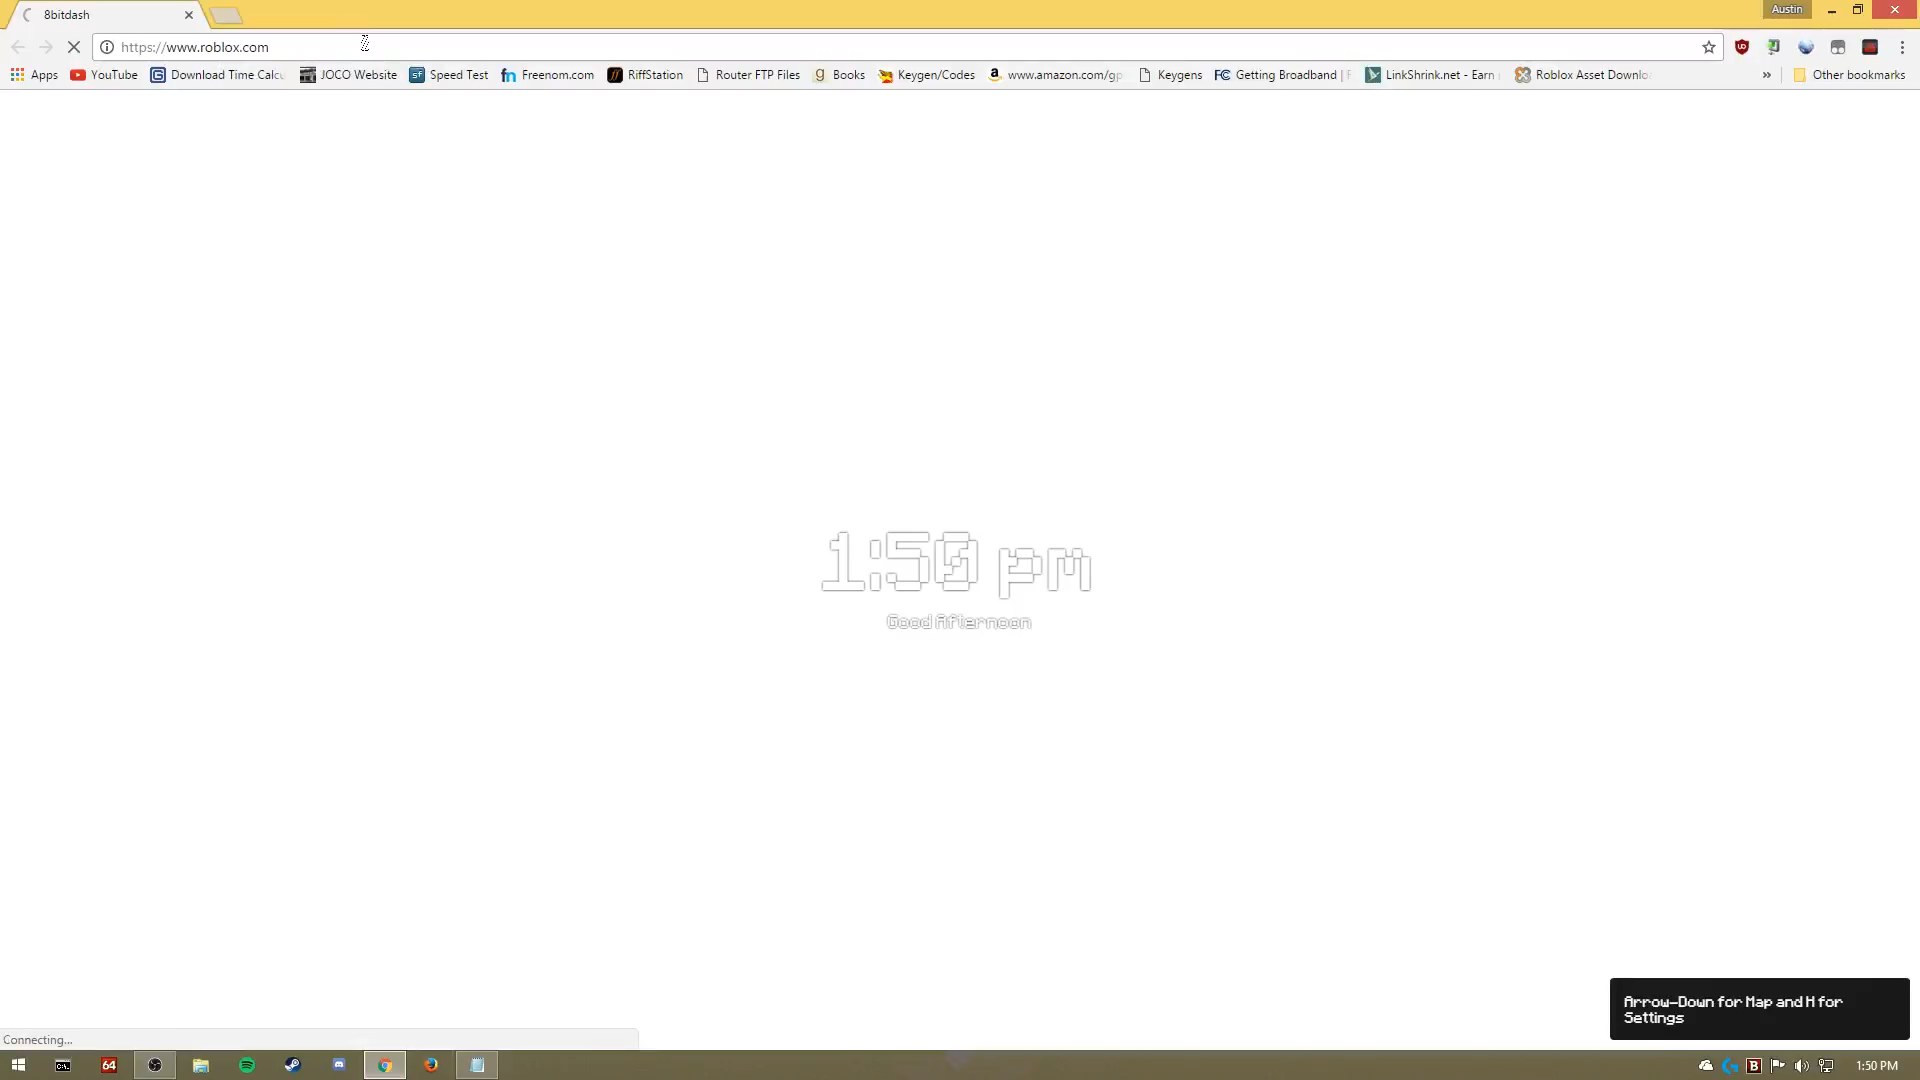 8bitdash
Austin
https://www.roblox.com
Apps YouTube Download Time Calcu JOCO Website Speed Test Freenom.com RiffStation Router FTP Files Books Keygen/Codes www.amazon.com/gp Keygens Getting Broadband | F LinkShrink.net - Earn Roblox Asset Downlo » Other bookmarks
1:50 pm
Good Afternoon
Arrow-Down for Map and H for
Settings
Connecting...
64
1:50 PM